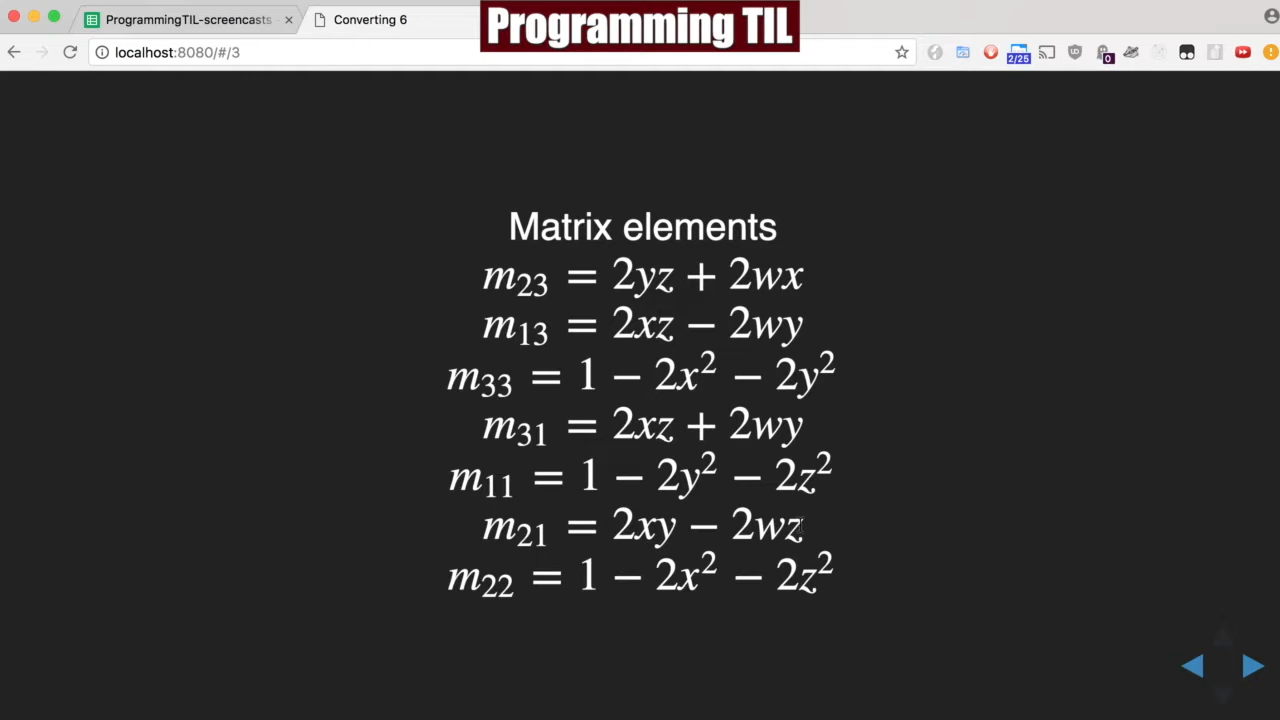 Programming TIL
ProgrammingTIL-screencasts
Converting 6
localhost:8080/#/3
2/25
0
Matrix elements
m₂₃ = 2yz + 2wx
m₁₃ = 2xz − 2wy
m₃₃ = 1 − 2x² − 2y²
m₃₁ = 2xz + 2wy
m₁₁ = 1 − 2y² − 2z²
m₂₁ = 2xy − 2wz
m₂₂ = 1 − 2x² − 2z²